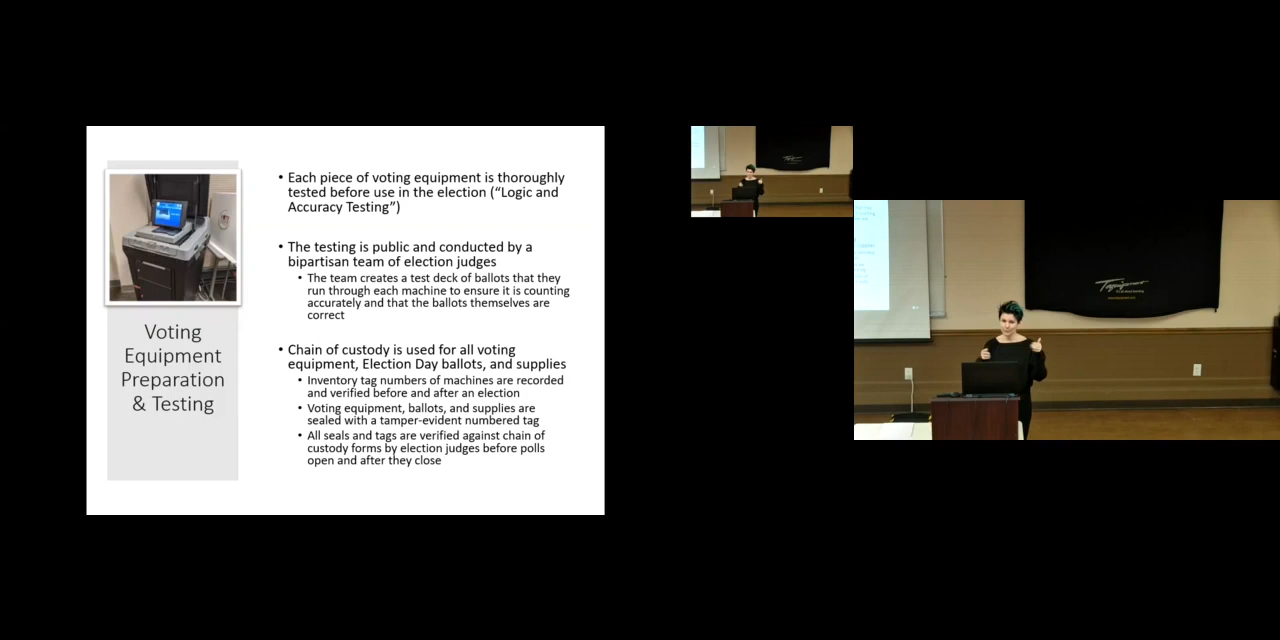 Voting
Equipment
Preparation
& Testing
• Each piece of voting equipment is thoroughly
tested before use in the election (“Logic and
Accuracy Testing”)
• The testing is public and conducted by a
bipartisan team of election judges
• The team creates a test deck of ballots that they
run through each machine to ensure it is counting
accurately and that the ballots themselves are
correct
• Chain of custody is used for all voting
equipment, Election Day ballots, and supplies
• Inventory tag numbers of machines are recorded
and verified before and after an election
• Voting equipment, ballots, and supplies are
sealed with a tamper-evident numbered tag
• All seals and tags are verified against chain of
custody forms by election judges before polls
open and after they close